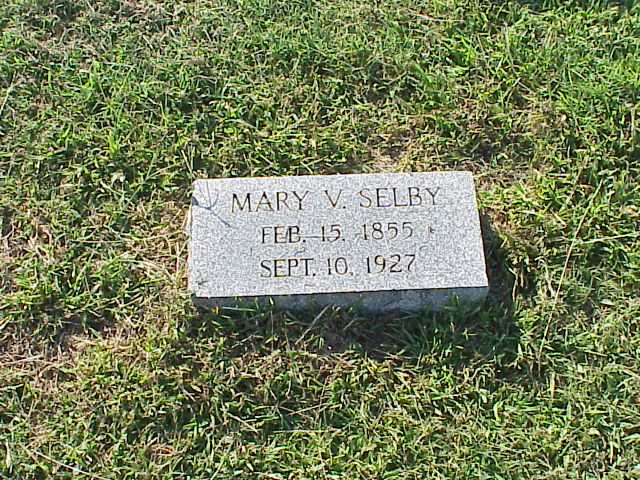 MARY V. SELBY
FEB. 15. 1855
SEPT. 10. 1927